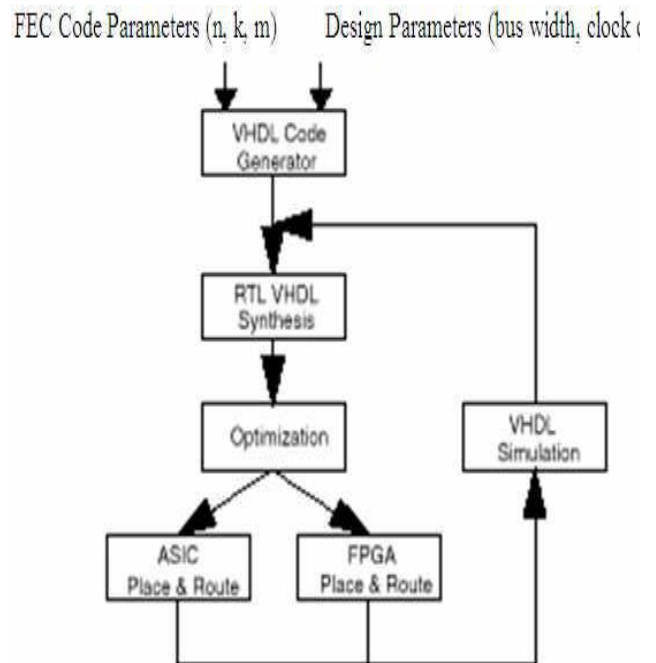 FEC Code Parameters (n, k, m) Design Parameters (bus width, clock
VHDL Code
Generator
RTL VHDL
Synthesis
Optimization
VHDL
Simulation
ASIC
Place & Route
FPGA
Place & Route